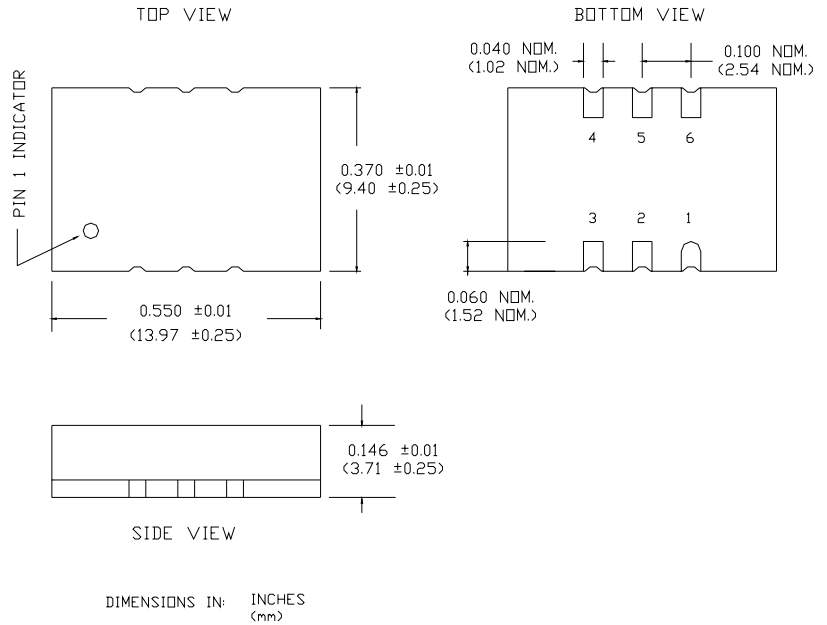 TOP VIEW
BOTTOM VIEW
PIN 1 INDICATOR
0.370 ±0.01
(9.40 ±0.25)
0.550 ±0.01
(13.97 ±0.25)
0.040 NOM.
(1.02 NOM.)
0.100 NOM.
(2.54 NOM.)
4 5 6
3 2 1
0.060 NOM.
(1.52 NOM.)
0.146 ±0.01
(3.71 ±0.25)
SIDE VIEW
DIMENSIONS IN: INCHES
(mm)